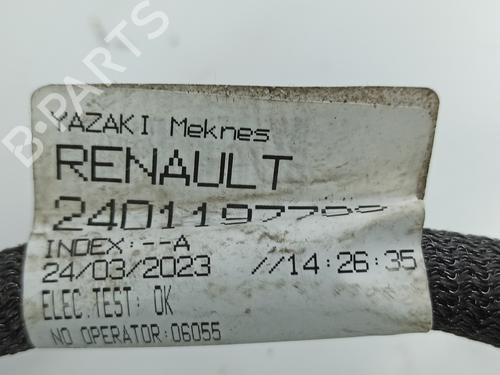 B-PARTS
YAZAKI Meknes
RENAULT
INDEX:--A
24/03/2023 //14:26:35
ELEC.TEST: OK
NO OPERATOR:06055